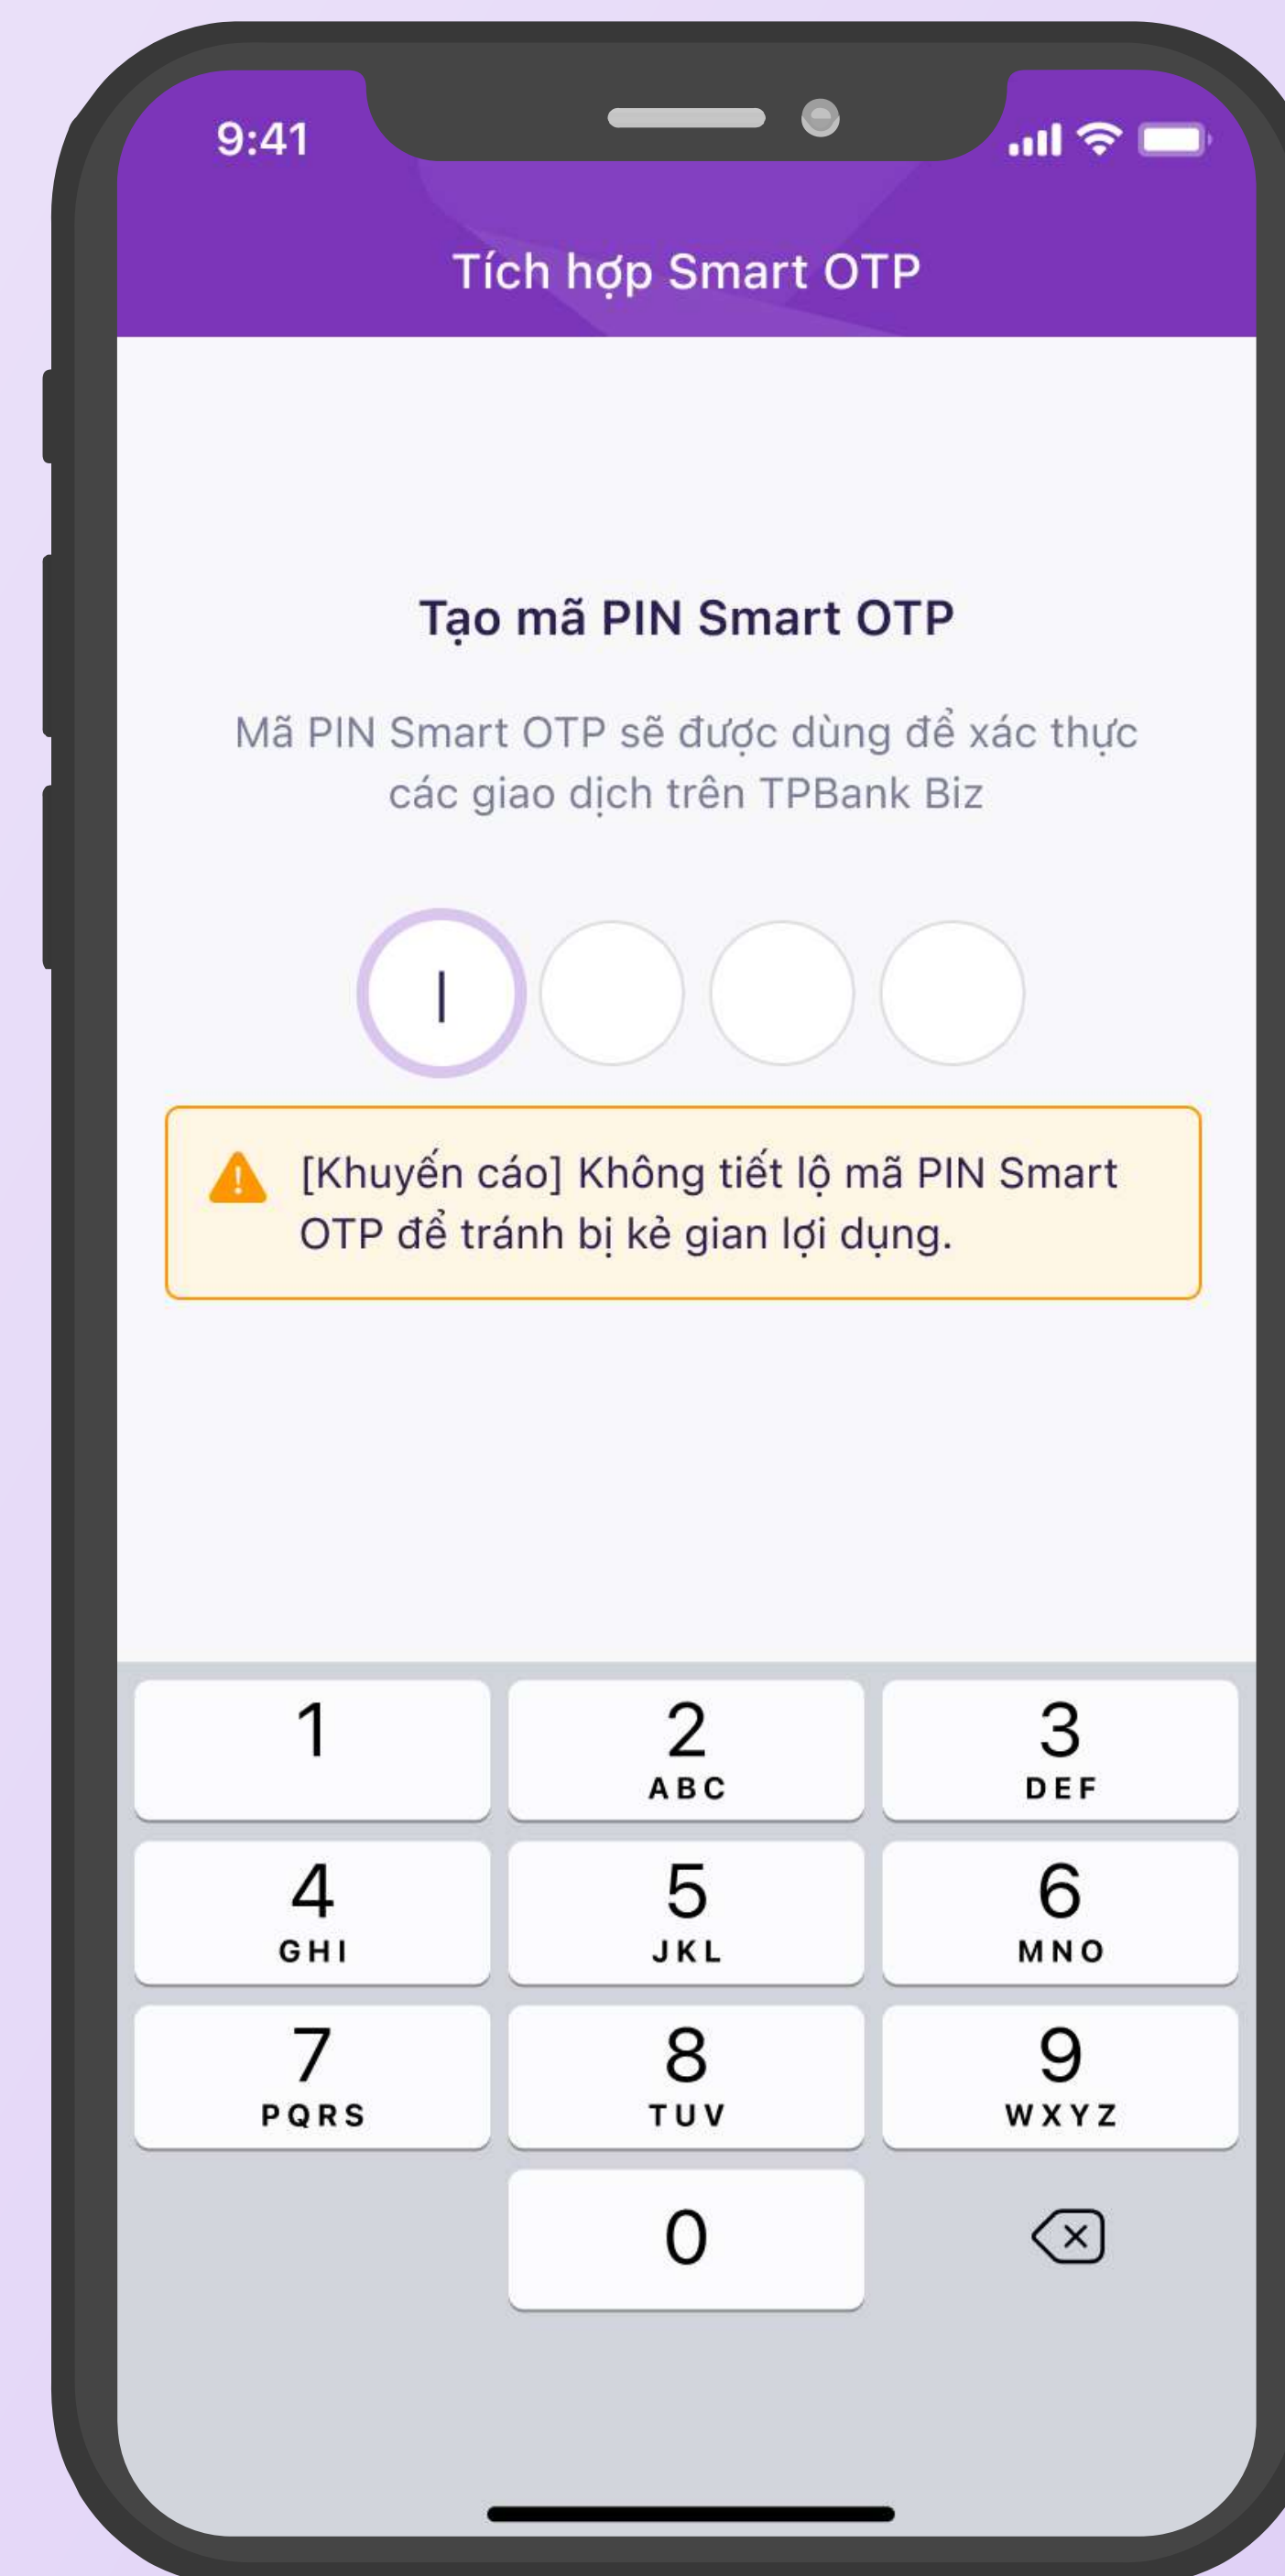 9:41
Tích hợp Smart OTP
Tạo mã PIN Smart OTP
Mã PIN Smart OTP sẽ được dùng để xác thực
các giao dịch trên TPBank Biz
[Khuyến cáo] Không tiết lộ mã PIN Smart
OTP để tránh bị kẻ gian lợi dụng.
1 2 3
ABC DEF
4 5 6
GHI JKL MNO
7 8 9
PQRS TUV WXYZ
0